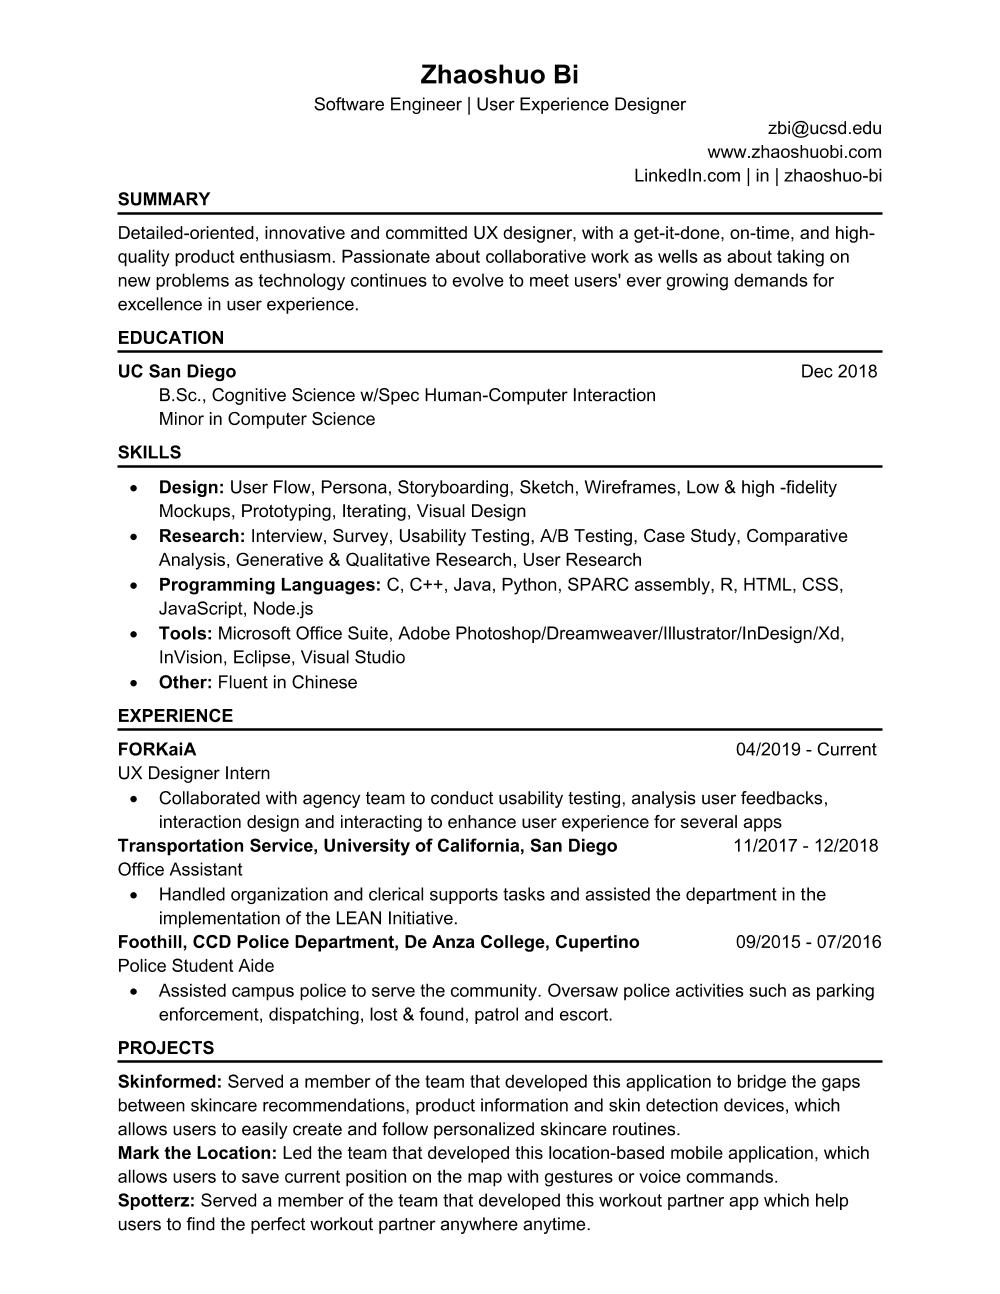 Zhaoshuo Bi
Software Engineer | User Experience Designer
zbi@ucsd.edu
www.zhaoshuobi.com
LinkedIn.com | in | zhaoshuo-bi
SUMMARY
Detailed-oriented, innovative and committed UX designer, with a get-it-done, on-time, and high-
quality product enthusiasm. Passionate about collaborative work as wells as about taking on
new problems as technology continues to evolve to meet users' ever growing demands for
excellence in user experience.
EDUCATION
UC San Diego Dec 2018
B.Sc., Cognitive Science w/Spec Human-Computer Interaction
Minor in Computer Science
SKILLS
• Design: User Flow, Persona, Storyboarding, Sketch, Wireframes, Low & high -fidelity
Mockups, Prototyping, Iterating, Visual Design
• Research: Interview, Survey, Usability Testing, A/B Testing, Case Study, Comparative
Analysis, Generative & Qualitative Research, User Research
• Programming Languages: C, C++, Java, Python, SPARC assembly, R, HTML, CSS,
JavaScript, Node.js
• Tools: Microsoft Office Suite, Adobe Photoshop/Dreamweaver/Illustrator/InDesign/Xd,
InVision, Eclipse, Visual Studio
• Other: Fluent in Chinese
EXPERIENCE
FORKaiA 04/2019 - Current
UX Designer Intern
• Collaborated with agency team to conduct usability testing, analysis user feedbacks,
interaction design and interacting to enhance user experience for several apps
Transportation Service, University of California, San Diego 11/2017 - 12/2018
Office Assistant
• Handled organization and clerical supports tasks and assisted the department in the
implementation of the LEAN Initiative.
Foothill, CCD Police Department, De Anza College, Cupertino 09/2015 - 07/2016
Police Student Aide
• Assisted campus police to serve the community. Oversaw police activities such as parking
enforcement, dispatching, lost & found, patrol and escort.
PROJECTS
Skinformed: Served a member of the team that developed this application to bridge the gaps
between skincare recommendations, product information and skin detection devices, which
allows users to easily create and follow personalized skincare routines.
Mark the Location: Led the team that developed this location-based mobile application, which
allows users to save current position on the map with gestures or voice commands.
Spotterz: Served a member of the team that developed this workout partner app which help
users to find the perfect workout partner anywhere anytime.